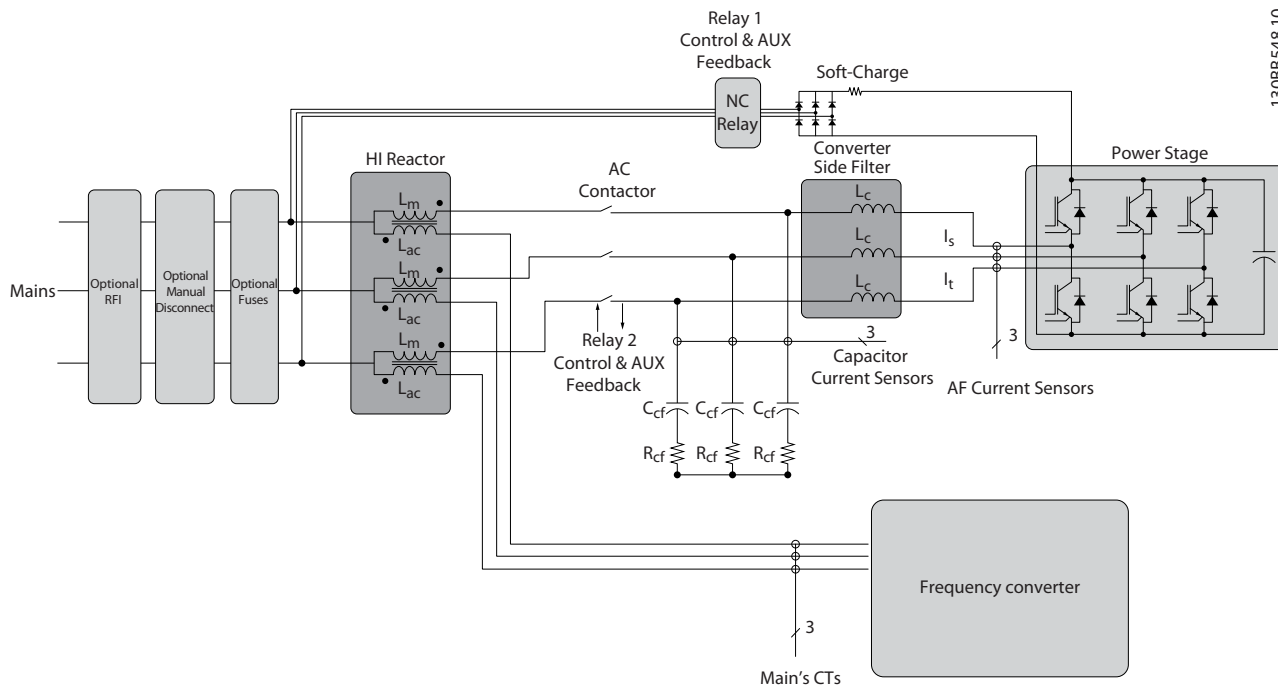 130BB548.10
Relay 1
Control & AUX
Feedback
NC
Relay
Soft-Charge
HI Reactor
AC
Contactor
Converter
Side Filter
Power Stage
Mains
Optional
RFI
Optional
Manual
Disconnect
Optional
Fuses
Lm
Lac
Lm
Lac
Lm
Lac
Lc
Lc
Lc
Is
It
Relay 2
Control & AUX
Feedback
3
Capacitor
Current Sensors
3
AF Current Sensors
Ccf
Ccf
Ccf
Rcf
Rcf
Rcf
Frequency converter
3
Main's CTs